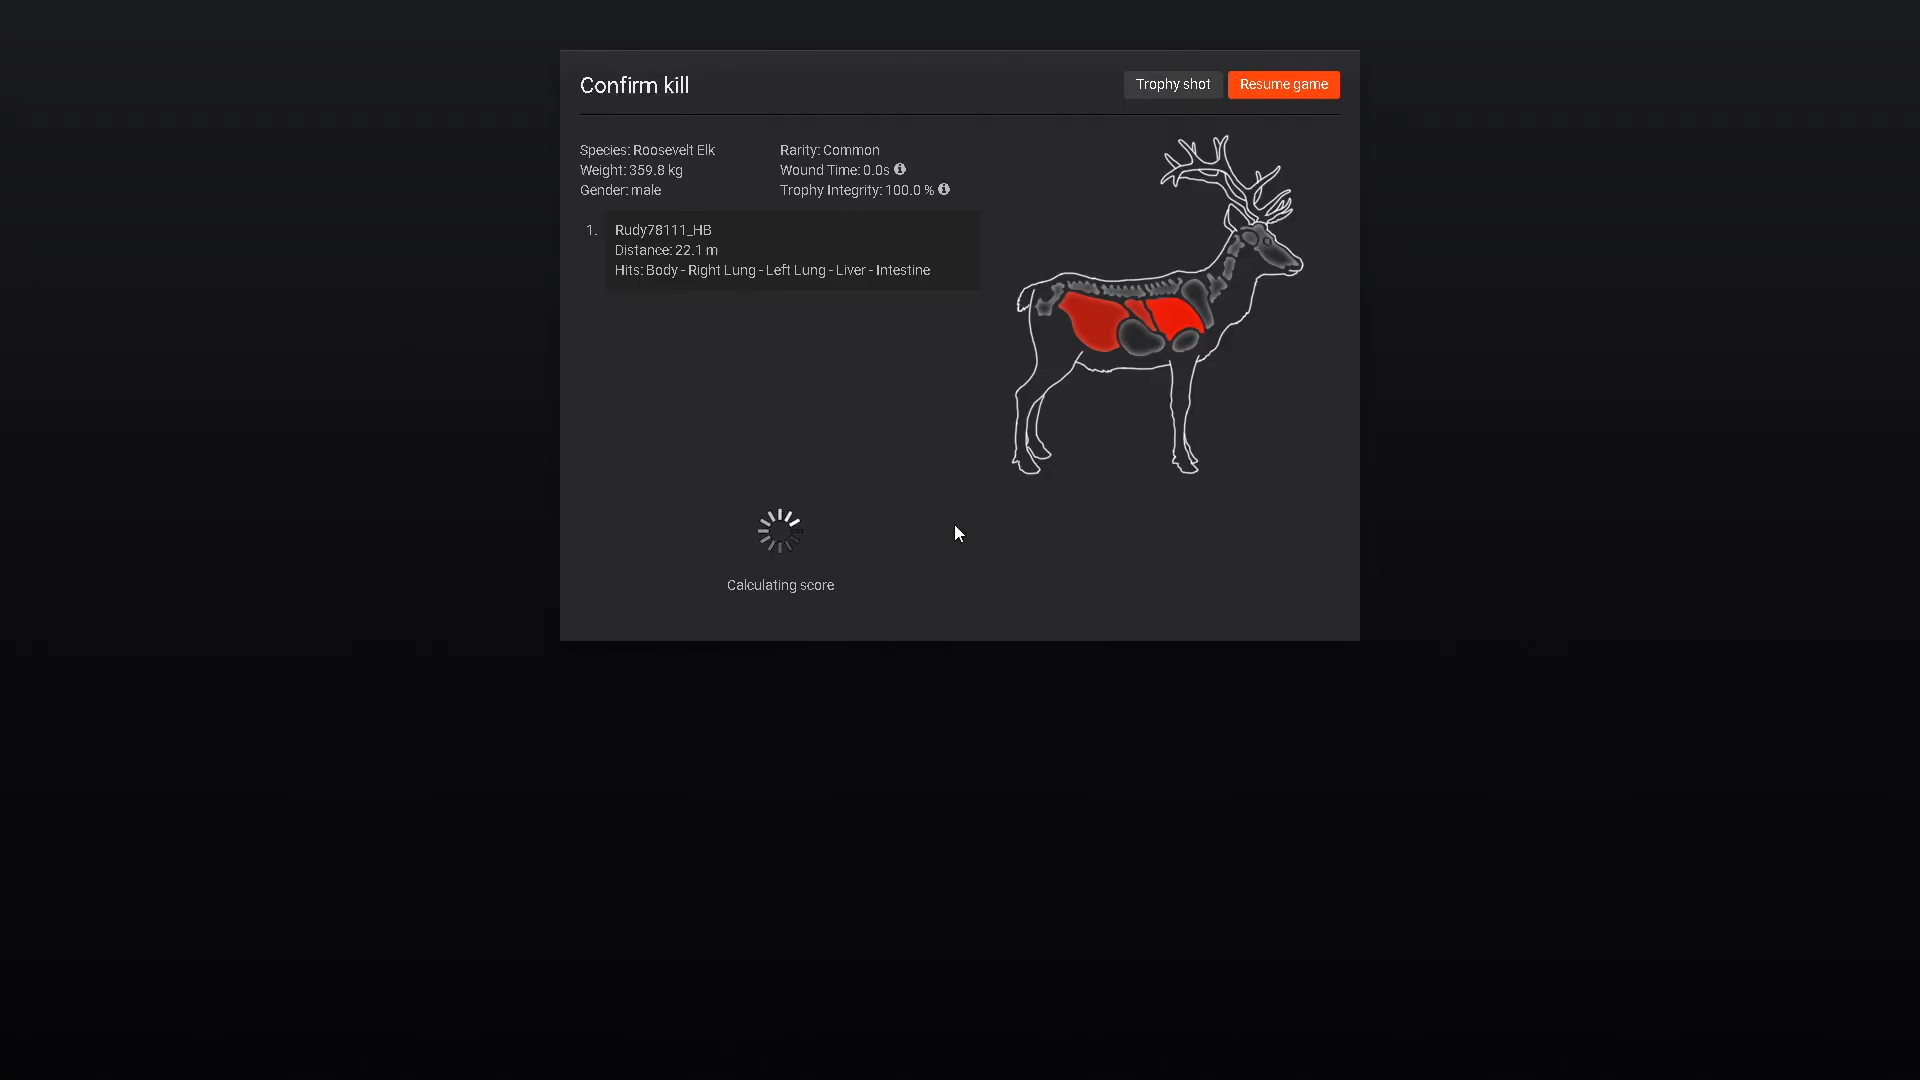 Confirm kill
Trophy shot
Resume game
Species: Roosevelt Elk
Weight: 359.8 kg
Gender: male
Rarity: Common
Wound Time: 0.0s
Trophy Integrity: 100.0 %
1.
Rudy78111_HB
Distance: 22.1 m
Hits: Body - Right Lung - Left Lung - Liver - Intestine
Calculating score